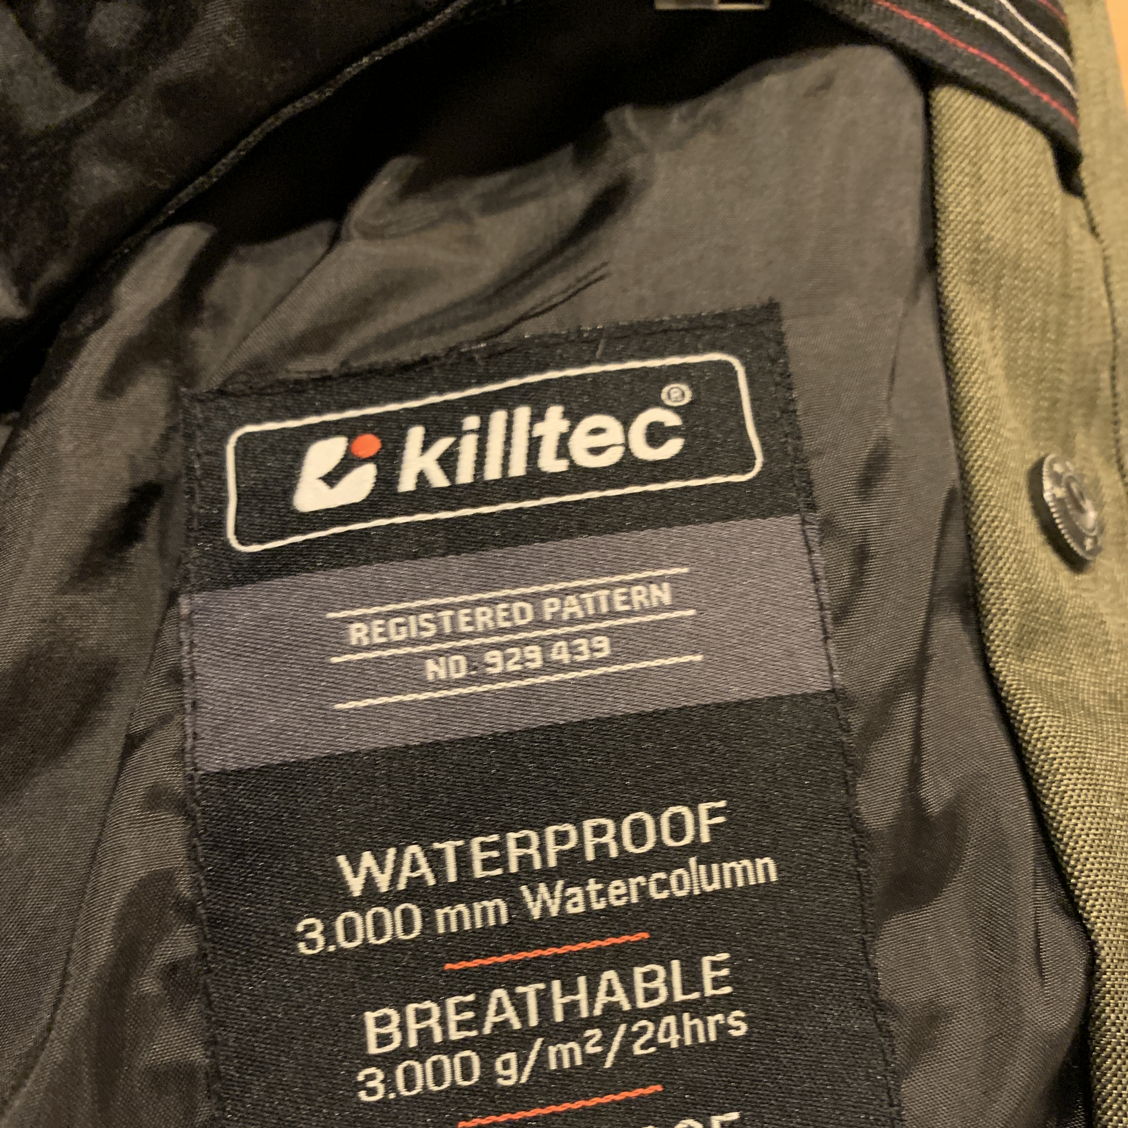 killtec®
REGISTERED PATTERN
NO. 929 439
WATERPROOF
3.000 mm Watercolumn
BREATHABLE
3.000 g/m²/24hrs